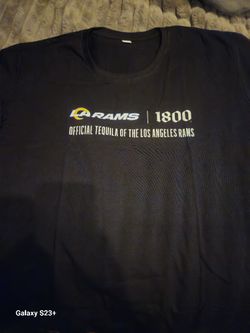 LA RAMS | 1800
OFFICIAL TEQUILA OF THE LOS ANGELES RAMS
Galaxy S23+